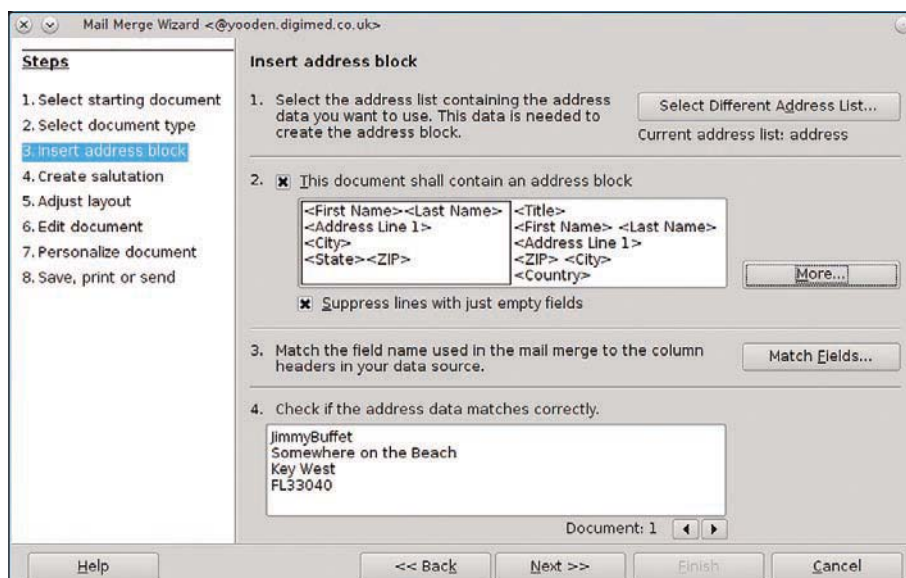 Mail Merge Wizard <@yooden.digimed.co.uk>
Steps
1. Select starting document
2. Select document type
3. Insert address block
4. Create salutation
5. Adjust layout
6. Edit document
7. Personalize document
8. Save, print or send
Insert address block
1. Select the address list containing the address
data you want to use. This data is needed to
create the address block.
Select Different Address List...
Current address list: address
2. This document shall contain an address block
<First Name><Last Name>
<Address Line 1>
<City>
<State><ZIP>
<Title>
<First Name> <Last Name>
<Address Line 1>
<ZIP> <City>
<Country>
More...
Suppress lines with just empty fields
3. Match the field name used in the mail merge to the column
headers in your data source.
Match Fields...
4. Check if the address data matches correctly.
JimmyBuffet
Somewhere on the Beach
Key West
FL33040
Document: 1
Help
<< Back
Next >>
Finish
Cancel